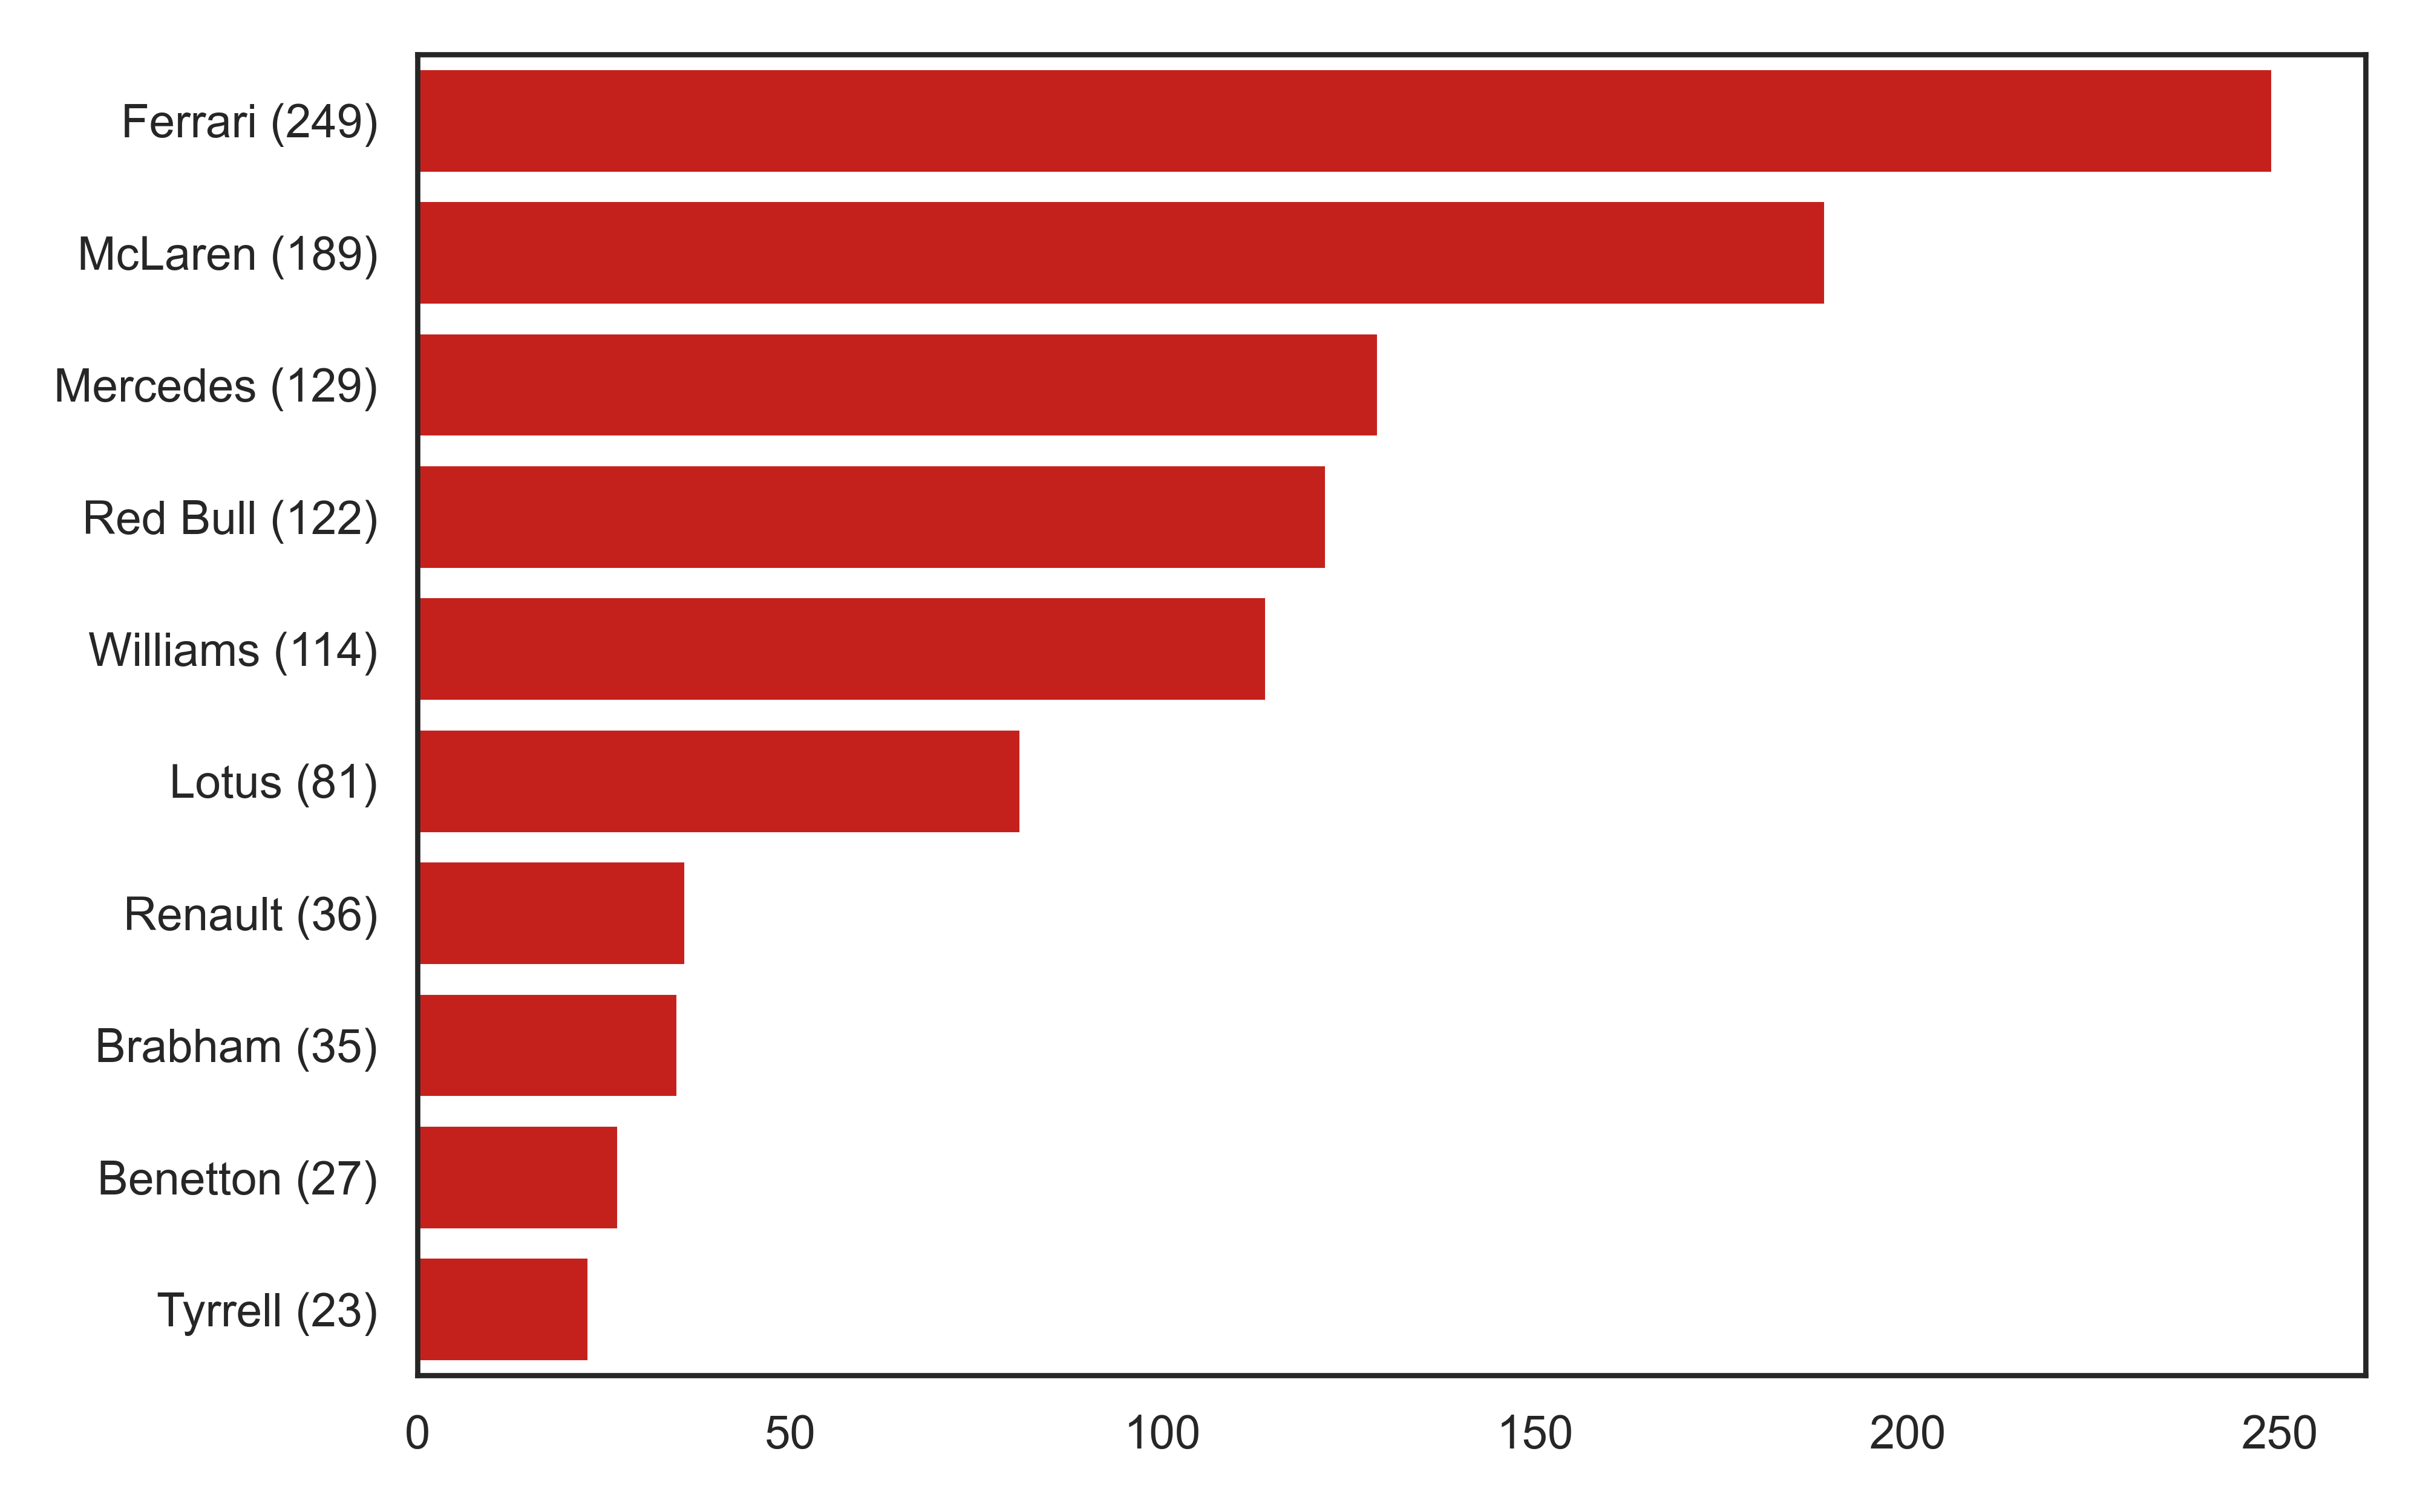 Ferrari (249)
McLaren (189)
Mercedes (129)
Red Bull (122)
Williams (114)
Lotus (81)
Renault (36)
Brabham (35)
Benetton (27)
Tyrrell (23)
0 50 100 150 200 250